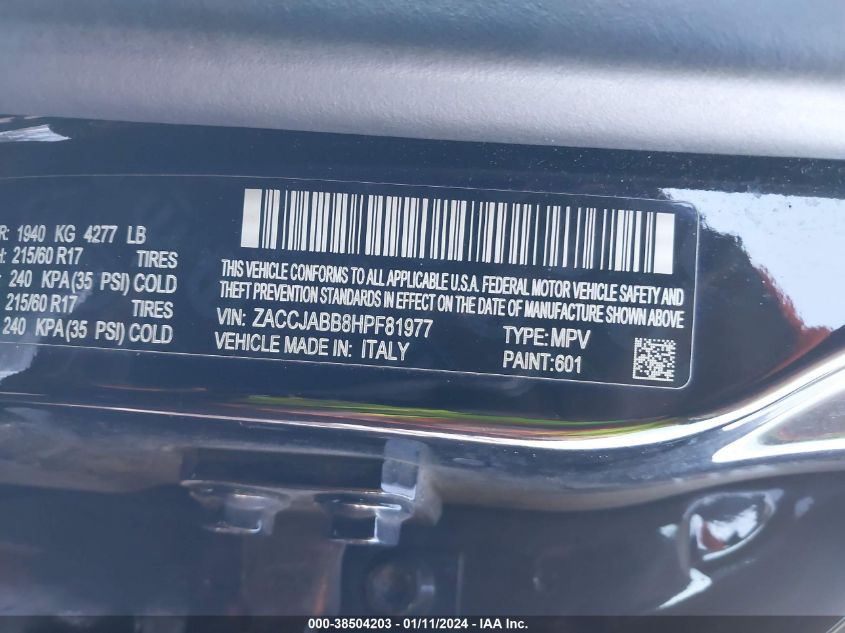 R: 1940 KG 4277 LB
H: 215/60 R17 TIRES
: 240 KPA(35 PSI) COLD
215/60 R17 TIRES
240 KPA(35 PSI) COLD
THIS VEHICLE CONFORMS TO ALL APPLICABLE U.S.A. FEDERAL MOTOR VEHICLE SAFETY AND
THEFT PREVENTION STANDARDS IN EFFECT ON THE DATE OF MANUFACTURE SHOWN ABOVE
VIN: ZACCJABB8HPF81977 TYPE: MPV
VEHICLE MADE IN: ITALY PAINT:601
000-38504203 - 01/11/2024 - IAA Inc.